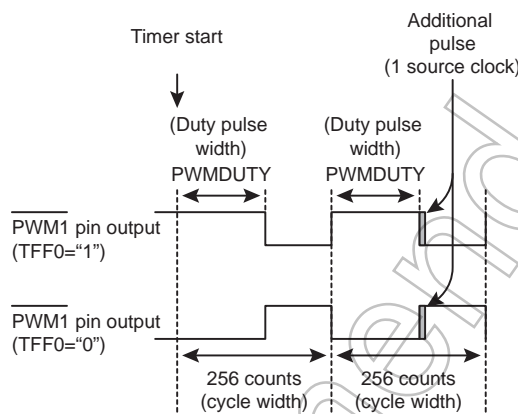 Timer start
Additional
pulse
(1 source clock)
(Duty pulse
width)
PWMDUTY
(Duty pulse
width)
PWMDUTY
PWM1 pin output
(TFF0=“1”)
PWM1 pin output
(TFF0=“0”)
256 counts
(cycle width)
256 counts
(cycle width)